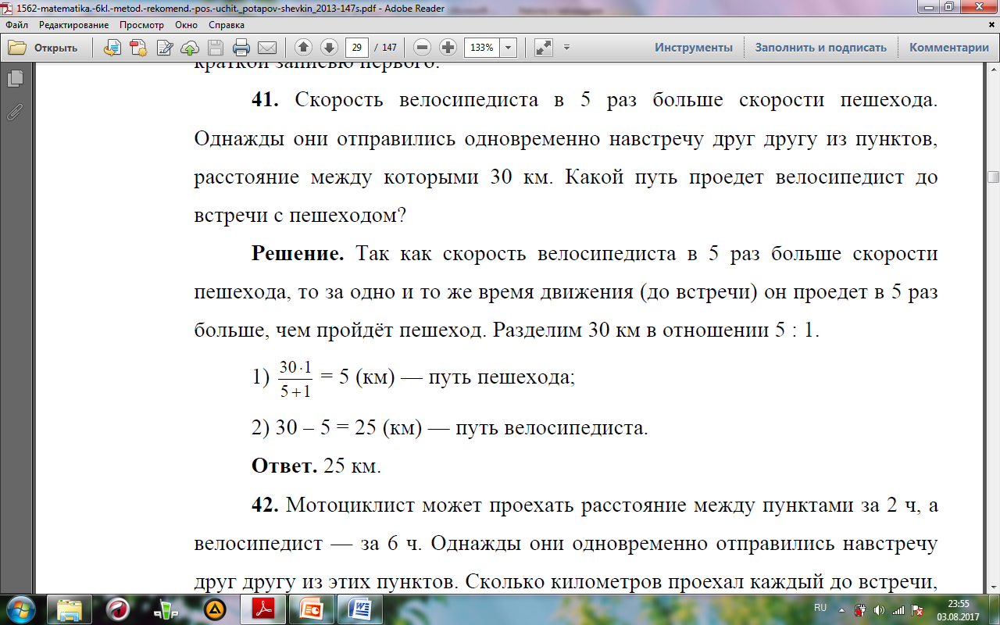 1562-matematika.-6kl.-metod.-rekomend.-pos.-uchit._potapov-shevkin_2013-147s.pdf - Adobe Reader
Файл Редактирование Просмотр Окно Справка
Открыть 29 / 147 133% Инструменты Заполнить и подписать Комментарии
краткой записью первого.
41. Скорость велосипедиста в 5 раз больше скорости пешехода.
Однажды они отправились одновременно навстречу друг другу из пунктов,
расстояние между которыми 30 км. Какой путь проедет велосипедист до
встречи с пешеходом?
Решение. Так как скорость велосипедиста в 5 раз больше скорости
пешехода, то за одно и то же время движения (до встречи) он проедет в 5 раз
больше, чем пройдёт пешеход. Разделим 30 км в отношении 5 : 1.
1) 30·1 / 5+1 = 5 (км) — путь пешехода;
2) 30 – 5 = 25 (км) — путь велосипедиста.
Ответ. 25 км.
42. Мотоциклист может проехать расстояние между пунктами за 2 ч, а
велосипедист — за 6 ч. Однажды они одновременно отправились навстречу
друг другу из этих пунктов. Сколько километров проехал каждый до встречи,
RU 23:55
03.08.2017